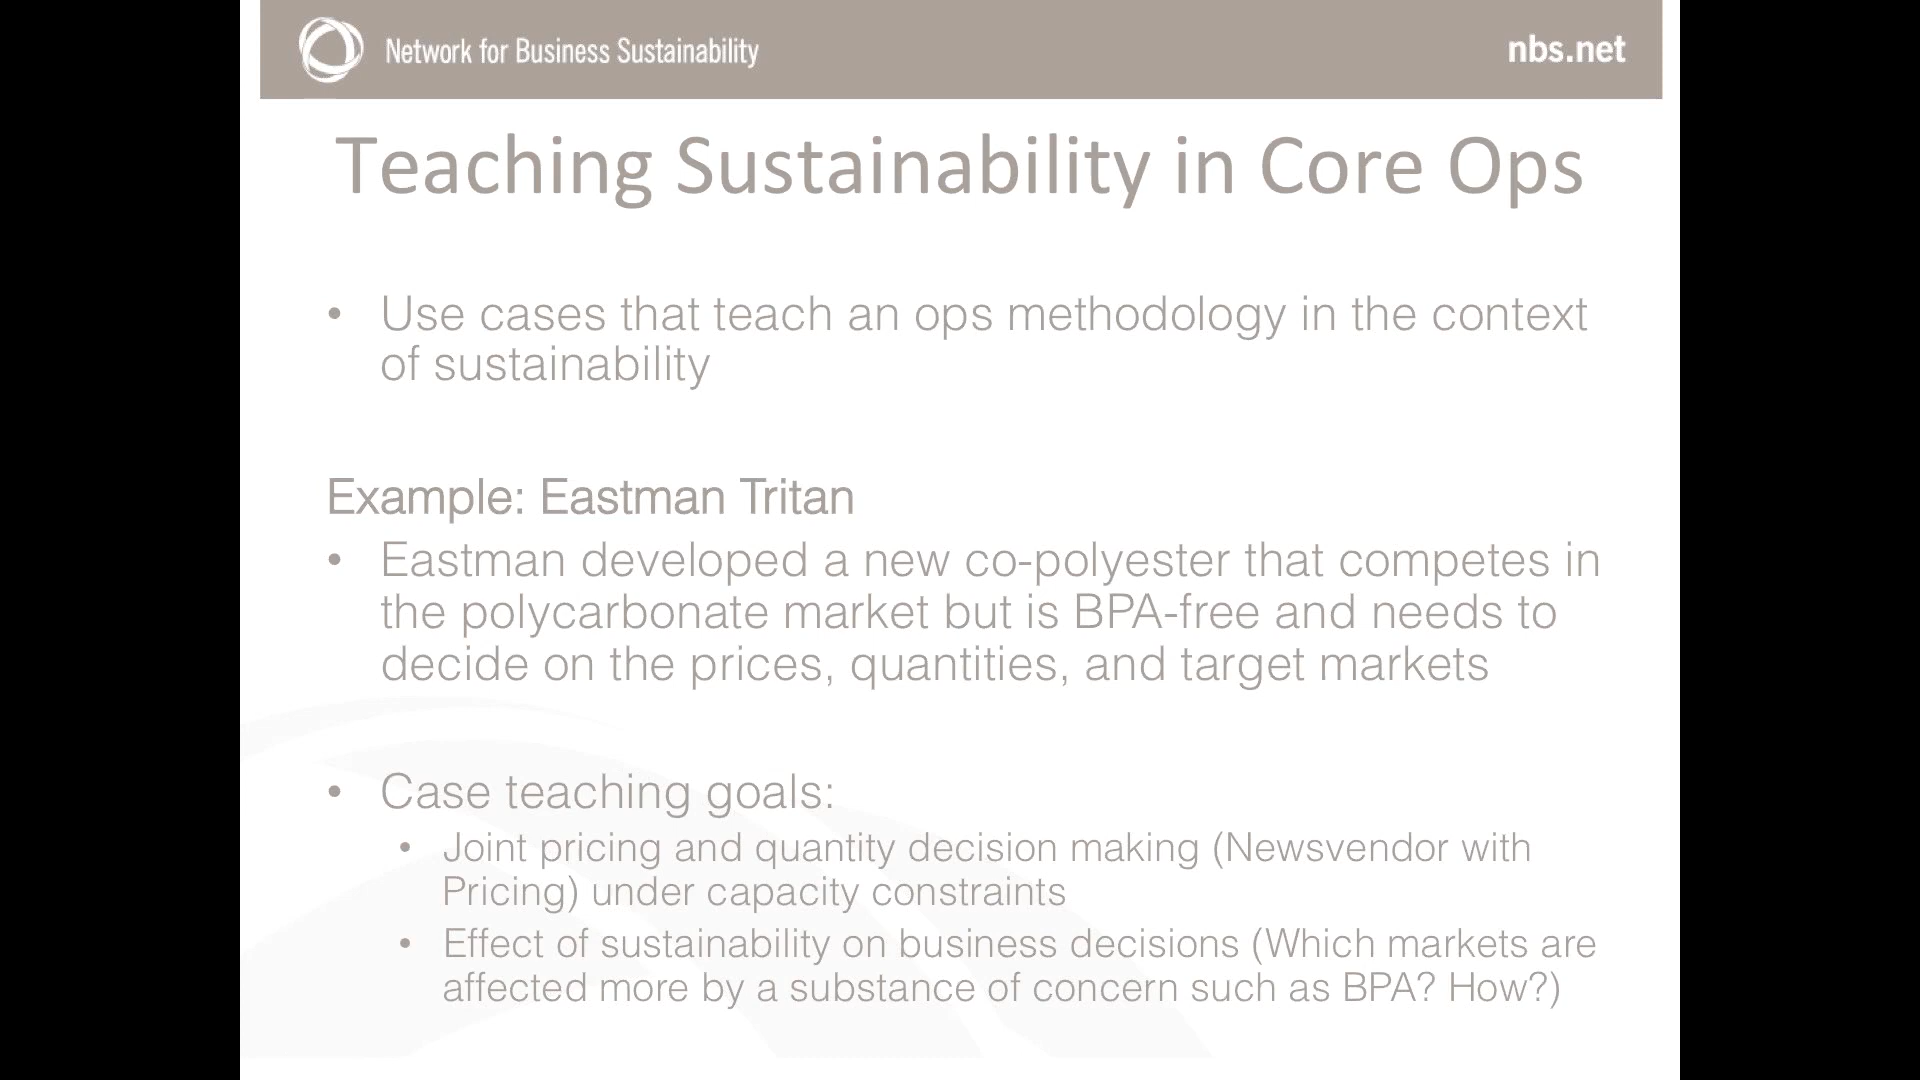 Network for Business Sustainability
nbs.net
Teaching Sustainability in Core Ops
• Use cases that teach an ops methodology in the context
of sustainability
Example: Eastman Tritan
• Eastman developed a new co-polyester that competes in
the polycarbonate market but is BPA-free and needs to
decide on the prices, quantities, and target markets
• Case teaching goals:
• Joint pricing and quantity decision making (Newsvendor with
Pricing) under capacity constraints
• Effect of sustainability on business decisions (Which markets are
affected more by a substance of concern such as BPA? How?)